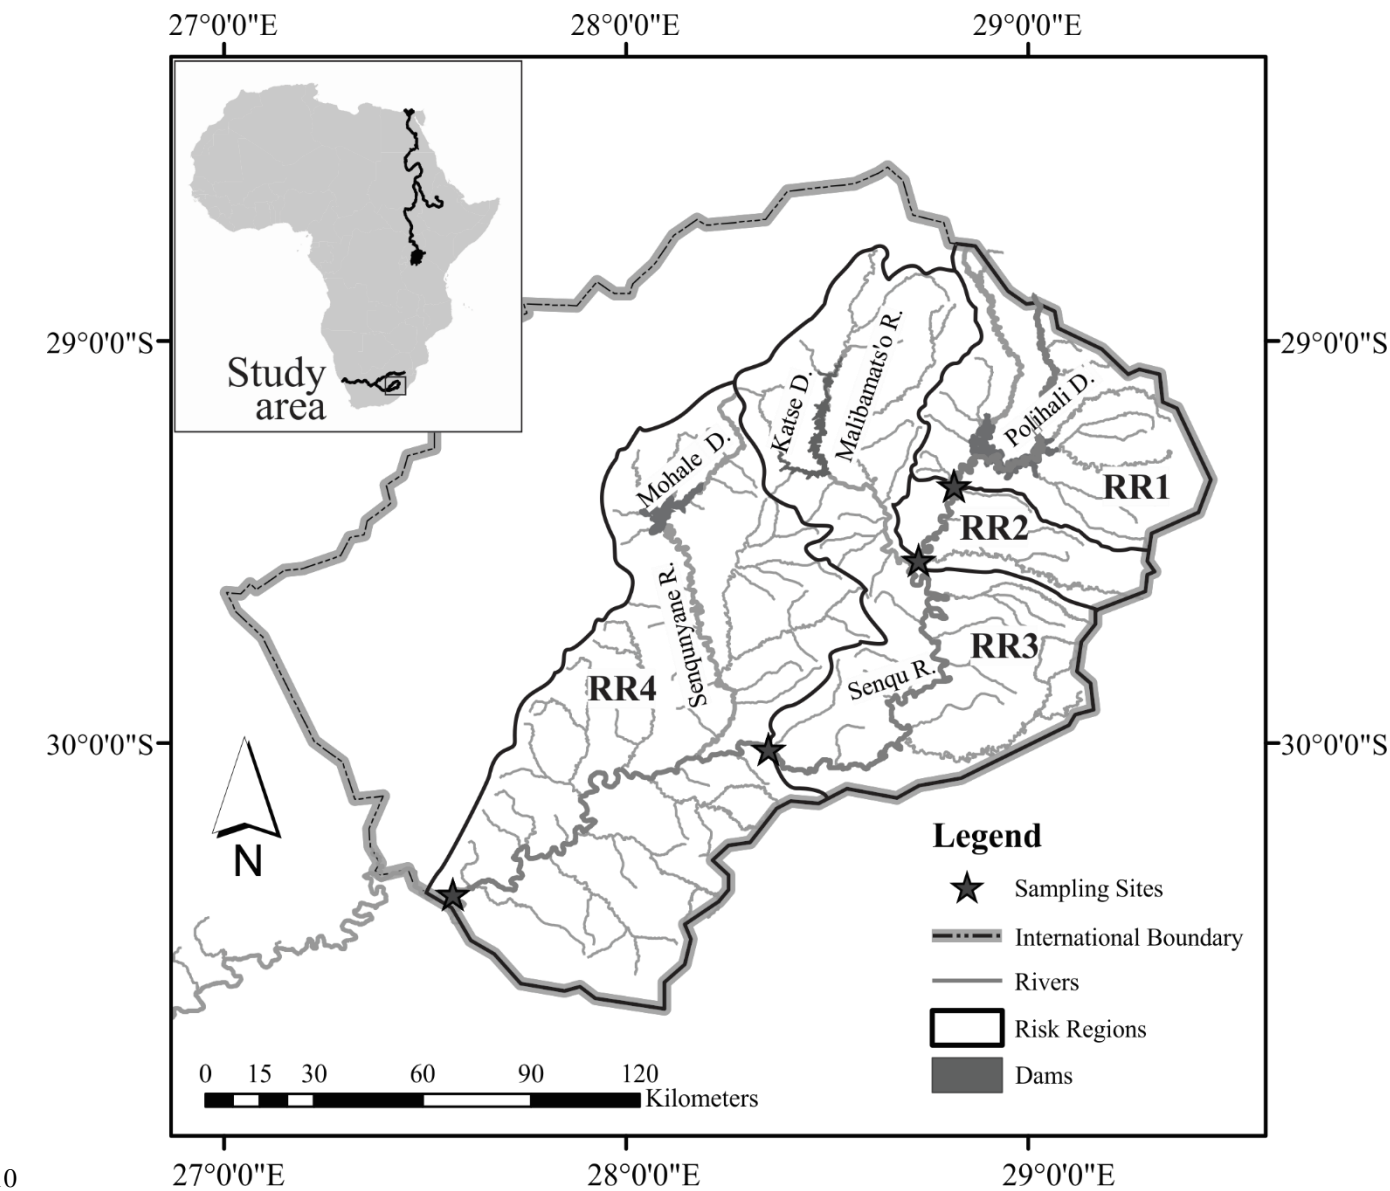 27°0'0"E 28°0'0"E 29°0'0"E
Study
area
29°0'0"S 29°0'0"S
Katse D.
Malibamats'o R.
Polihali D.
Mohale D.
RR1
RR2
Senqunyane R.
RR3
Senqu R.
RR4
30°0'0"S 30°0'0"S
N
Legend
Sampling Sites
International Boundary
Rivers
Risk Regions
Dams
0 15 30 60 90 120
Kilometers
27°0'0"E 28°0'0"E 29°0'0"E